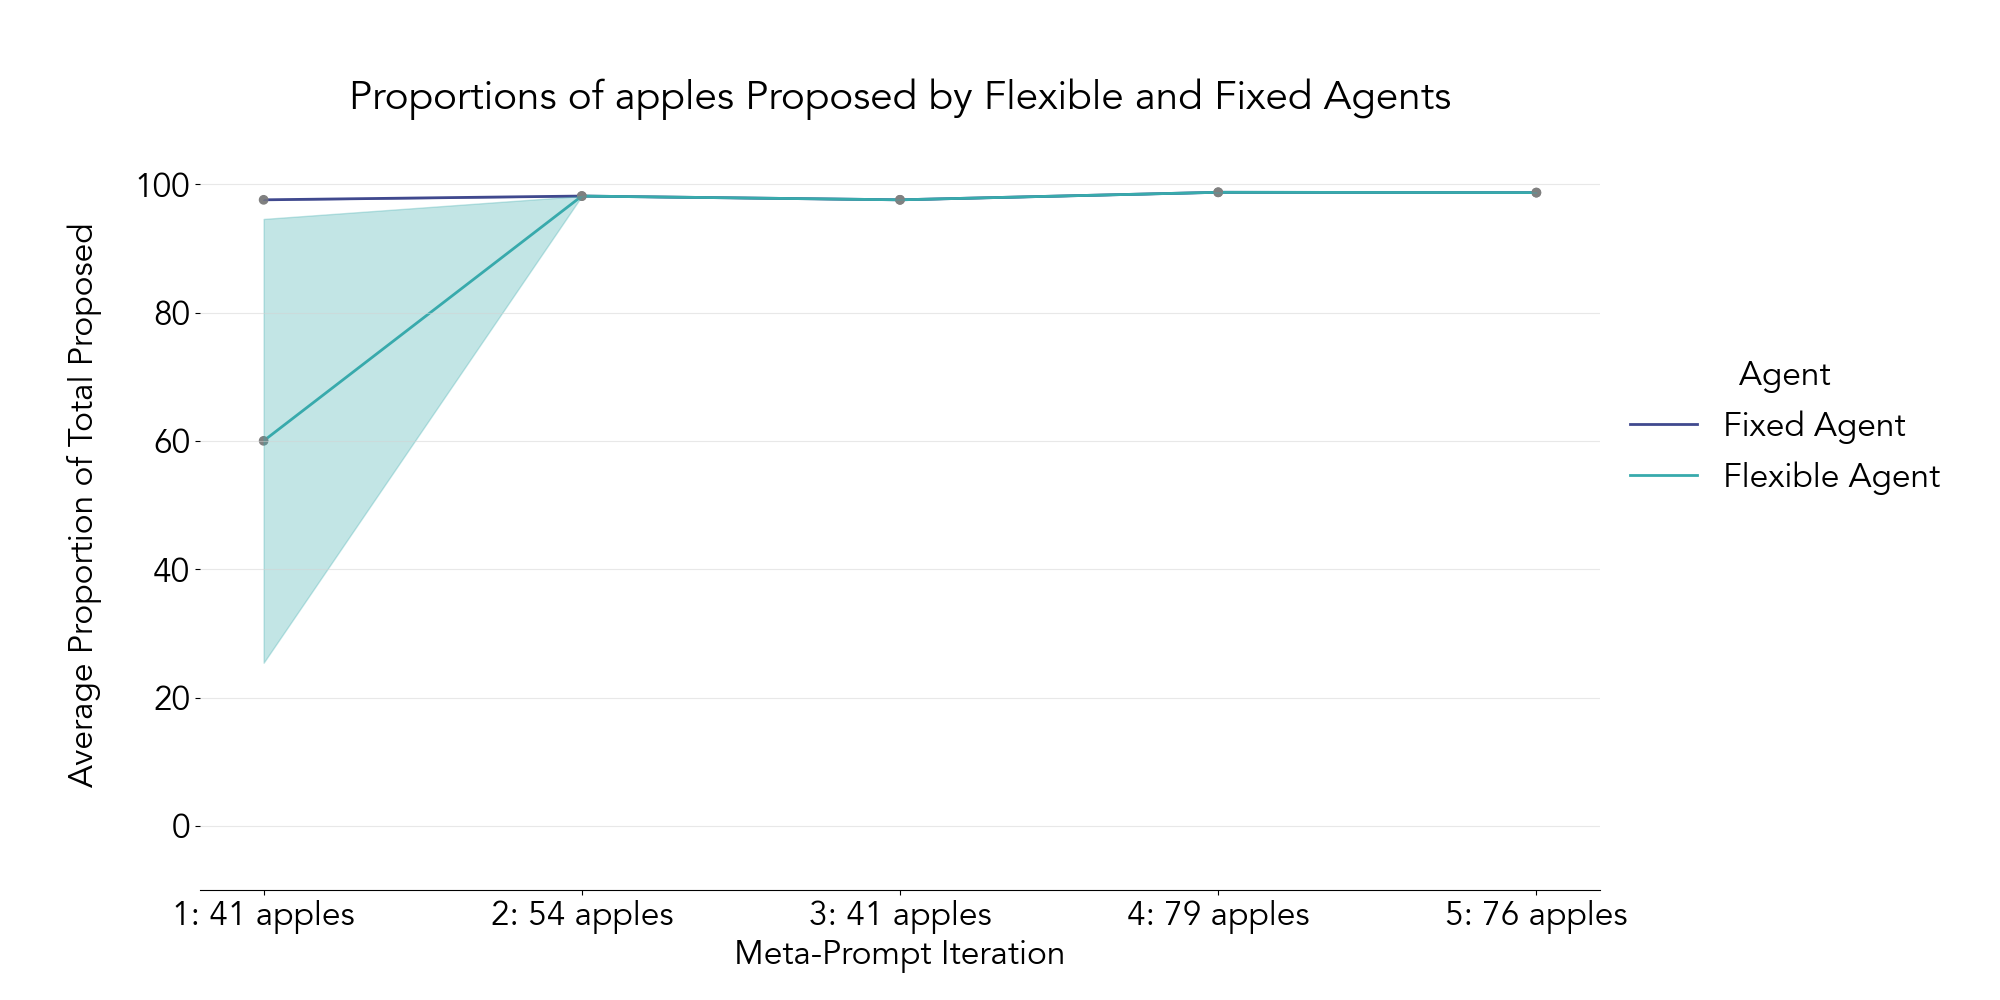 Proportions of apples Proposed by Flexible and Fixed Agents
Average Proportion of Total Proposed
100
80
60
40
20
0
1: 41 apples
2: 54 apples
3: 41 apples
4: 79 apples
5: 76 apples
Meta-Prompt Iteration
Agent
Fixed Agent
Flexible Agent